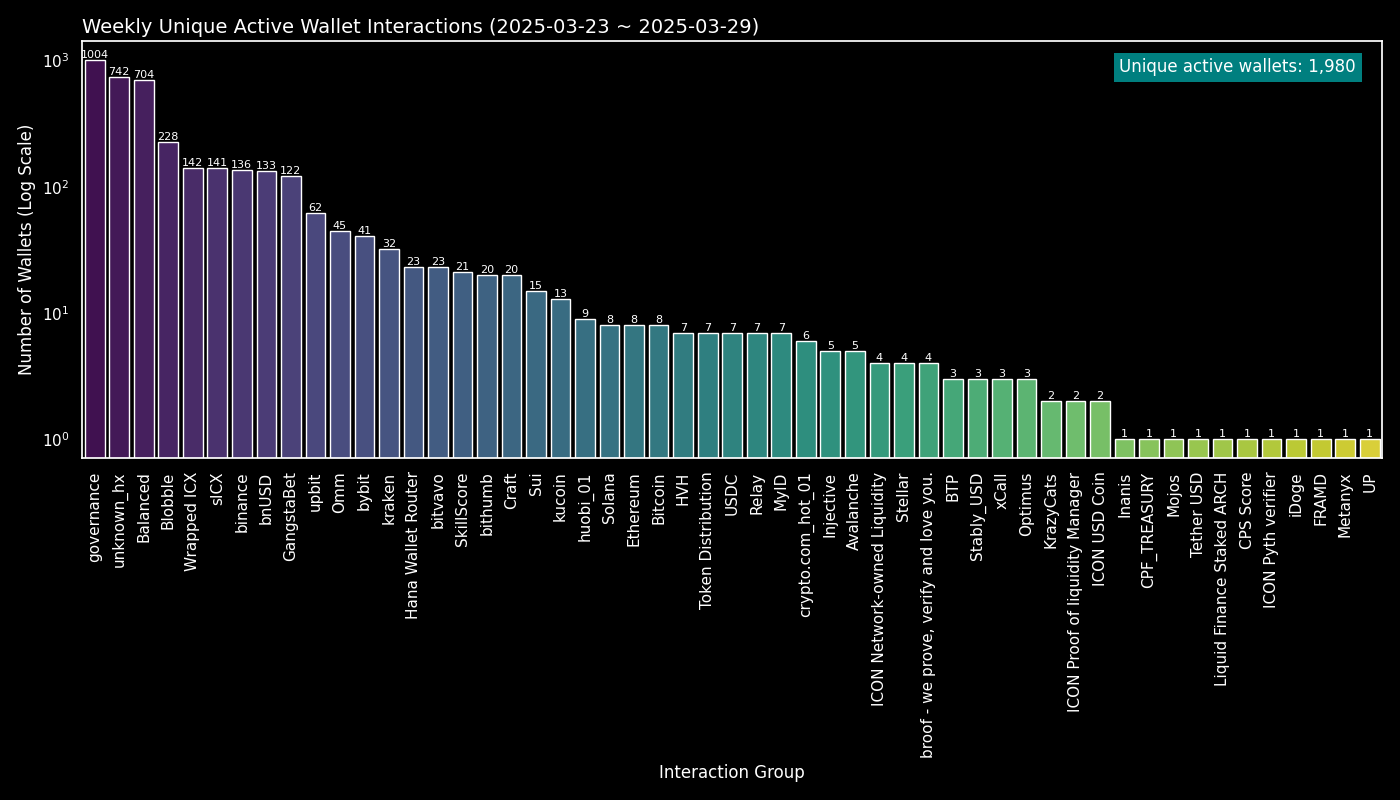 Weekly Unique Active Wallet Interactions (2025-03-23 ~ 2025-03-29)
Unique active wallets: 1,980
Number of Wallets (Log Scale)
10³
10²
10¹
10⁰
1004
742
704
228
142
141
136
133
122
62
45
41
32
23
23
21
20
20
15
13
9
8
8
8
7
7
7
7
7
6
5
5
4
4
4
3
3
3
3
2
2
2
1
1
1
1
1
1
1
1
1
1
1
governance
unknown_hx
Balanced
Blobble
Wrapped ICX
sICX
binance
bnUSD
GangstaBet
upbit
Omm
bybit
kraken
Hana Wallet Router
bitvavo
SkillScore
bithumb
Craft
Sui
kucoin
huobi_01
Solana
Ethereum
Bitcoin
HVH
Token Distribution
USDC
Relay
MyID
crypto.com_hot_01
Injective
Avalanche
ICON Network-owned Liquidity
Stellar
broof - we prove, verify and love you.
BTP
Stably_USD
xCall
Optimus
KrazyCats
ICON Proof of liquidity Manager
ICON USD Coin
Inanis
CPF_TREASURY
Mojos
Tether USD
Liquid Finance Staked ARCH
CPS Score
ICON Pyth verifier
iDoge
FRAMD
Metanyx
UP
Interaction Group